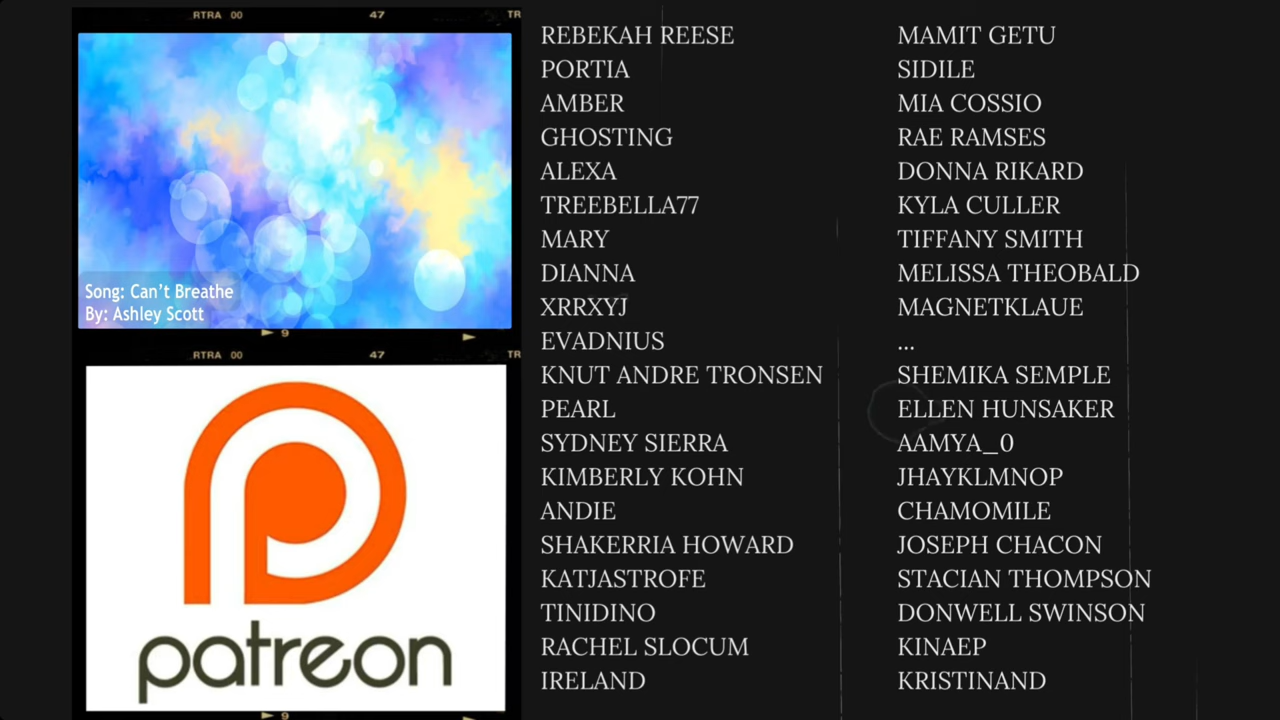 RTRA 00 47 TR
Song: Can't Breathe
By: Ashley Scott
9
RTRA 00 47 TR
patreon
9
REBEKAH REESE
PORTIA
AMBER
GHOSTING
ALEXA
TREEBELLA77
MARY
DIANNA
XRRXYJ
EVADNIUS
KNUT ANDRE TRONSEN
PEARL
SYDNEY SIERRA
KIMBERLY KOHN
ANDIE
SHAKERRIA HOWARD
KATJASTROFE
TINIDINO
RACHEL SLOCUM
IRELAND
MAMIT GETU
SIDILE
MIA COSSIO
RAE RAMSES
DONNA RIKARD
KYLA CULLER
TIFFANY SMITH
MELISSA THEOBALD
MAGNETKLAUE
...
SHEMIKA SEMPLE
ELLEN HUNSAKER
AAMYA_0
JHAYKLMNOP
CHAMOMILE
JOSEPH CHACON
STACIAN THOMPSON
DONWELL SWINSON
KINAEP
KRISTINAND